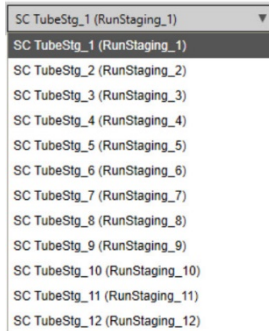 SC TubeStg_1 (RunStaging_1)
SC TubeStg_1 (RunStaging_1)
SC TubeStg_2 (RunStaging_2)
SC TubeStg_3 (RunStaging_3)
SC TubeStg_4 (RunStaging_4)
SC TubeStg_5 (RunStaging_5)
SC TubeStg_6 (RunStaging_6)
SC TubeStg_7 (RunStaging_7)
SC TubeStg_8 (RunStaging_8)
SC TubeStg_9 (RunStaging_9)
SC TubeStg_10 (RunStaging_10)
SC TubeStg_11 (RunStaging_11)
SC TubeStg_12 (RunStaging_12)